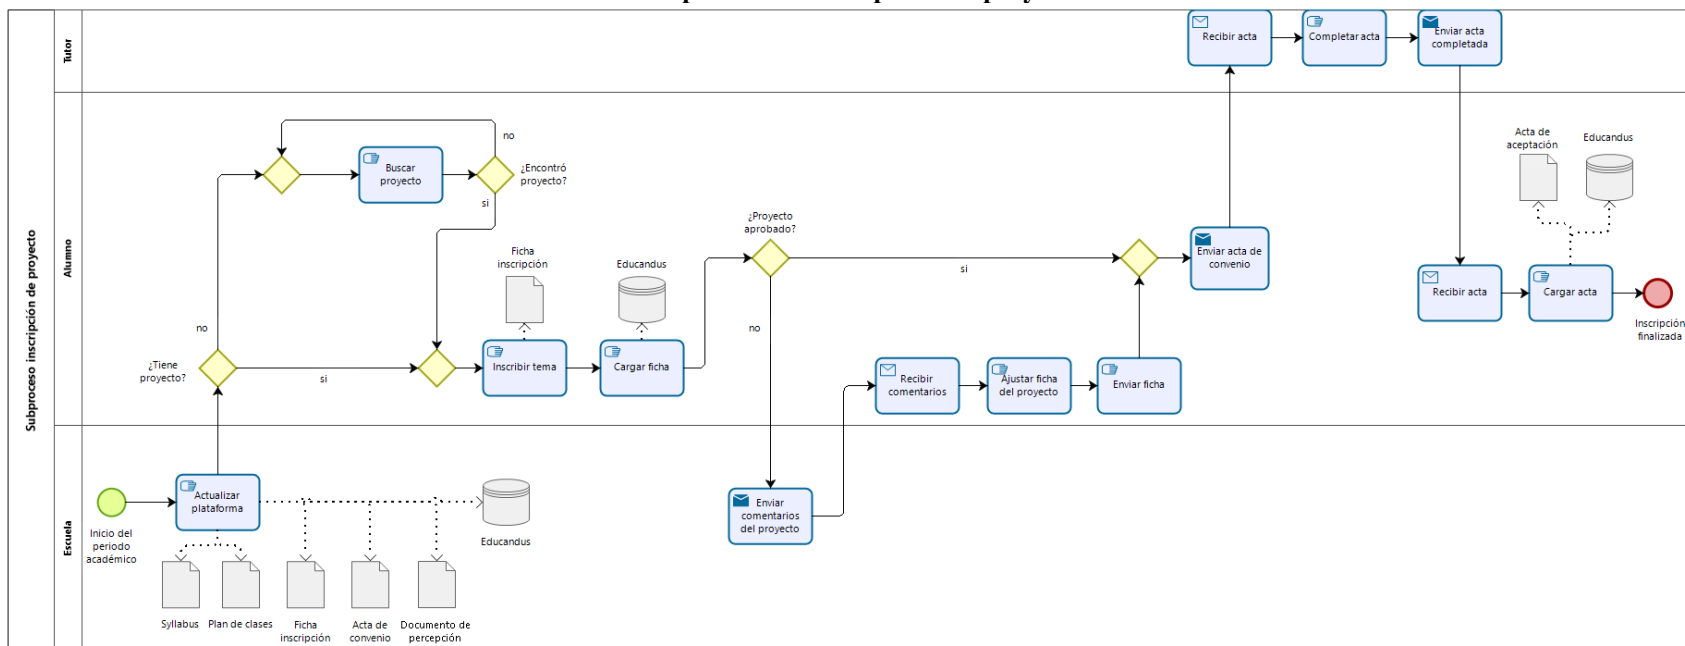 Subproceso inscripción de proyecto
Tutor
Recibir acta
Completar acta
Enviar acta
completada
Alumno
no
Buscar
proyecto
¿Encontró
proyecto?
si
no
¿Tiene
proyecto?
si
Ficha
inscripción
Educandus
Inscribir tema
Cargar ficha
¿Proyecto
aprobado?
si
no
Recibir
comentarios
Ajustar ficha
del proyecto
Enviar ficha
Enviar acta de
convenio
Acta de
aceptación
Educandus
Recibir acta
Cargar acta
Inscripción
finalizada
Escuela
Inicio del
periodo
académico
Actualizar
plataforma
Educandus
Syllabus
Plan de clases
Ficha
inscripción
Acta de
convenio
Documento de
percepción
Enviar
comentarios
del proyecto